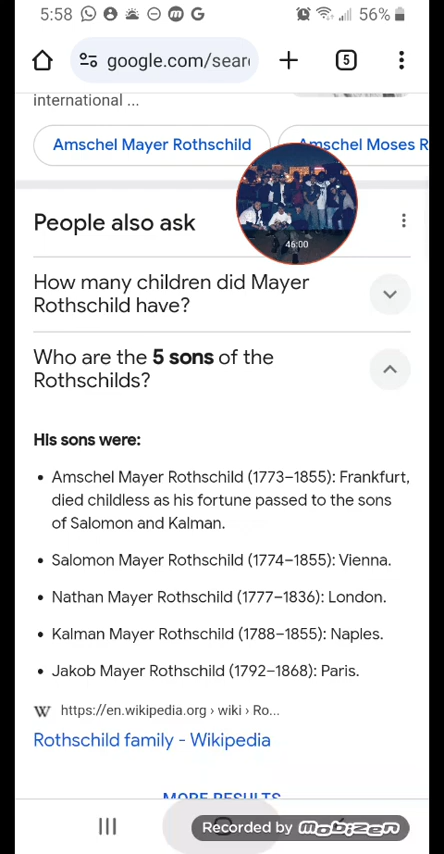 5:58
56%
google.com/sear
5
international ...
Amschel Mayer Rothschild
Amschel Moses R
People also ask
46:00
How many children did Mayer
Rothschild have?
Who are the 5 sons of the
Rothschilds?
His sons were:
• Amschel Mayer Rothschild (1773–1855): Frankfurt,
died childless as his fortune passed to the sons
of Salomon and Kalman.
• Salomon Mayer Rothschild (1774–1855): Vienna.
• Nathan Mayer Rothschild (1777–1836): London.
• Kalman Mayer Rothschild (1788–1855): Naples.
• Jakob Mayer Rothschild (1792–1868): Paris.
W https://en.wikipedia.org › wiki › Ro...
Rothschild family - Wikipedia
MORE RESULTS
Recorded by mobizen